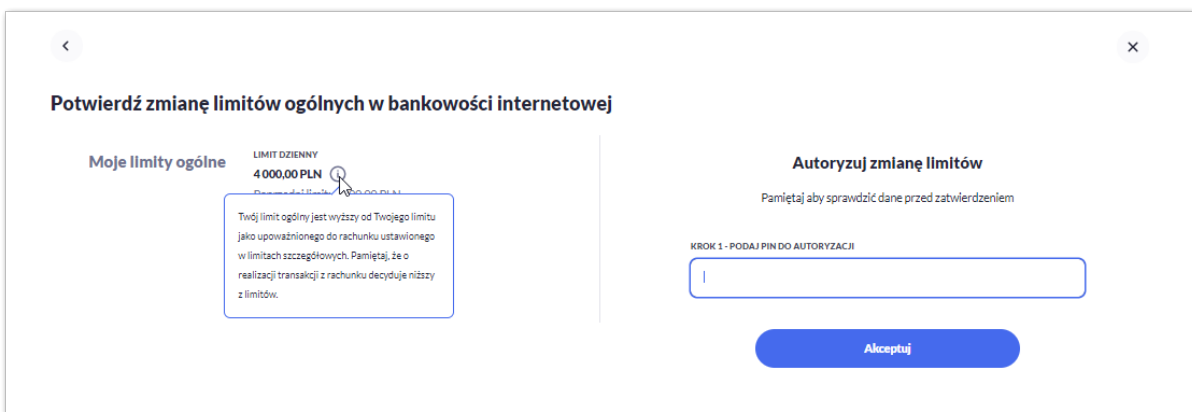 Potwierdź zmianę limitów ogólnych w bankowości internetowej
Moje limity ogólne
LIMIT DZIENNY
4 000,00 PLN
Twój limit ogólny jest wyższy od Twojego limitu
jako upoważnionego do rachunku ustawionego
w limitach szczegółowych. Pamiętaj, że o
realizacji transakcji z rachunku decyduje niższy
z limitów.
Autoryzuj zmianę limitów
Pamiętaj aby sprawdzić dane przed zatwierdzeniem
KROK 1 - PODAJ PIN DO AUTORYZACJI
Akceptuj